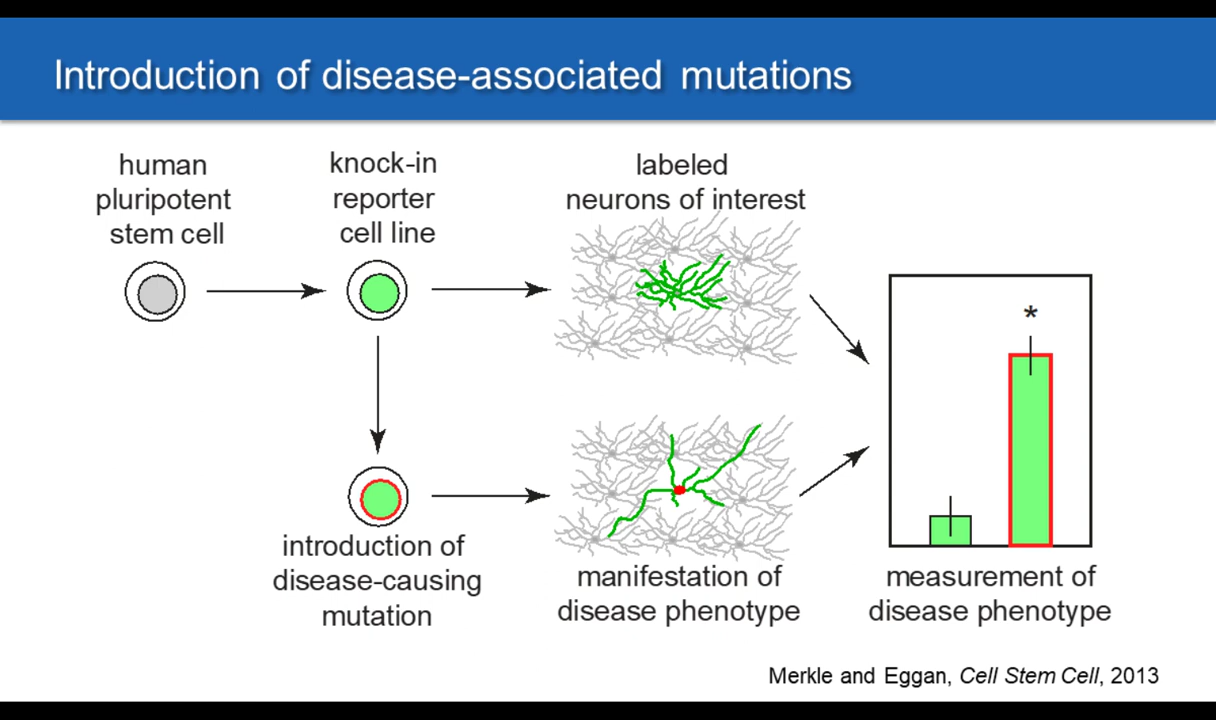 Introduction of disease-associated mutations
human
pluripotent
stem cell
knock-in
reporter
cell line
labeled
neurons of interest
*
introduction of
disease-causing
mutation
manifestation of
disease phenotype
measurement of
disease phenotype
Merkle and Eggan, Cell Stem Cell, 2013